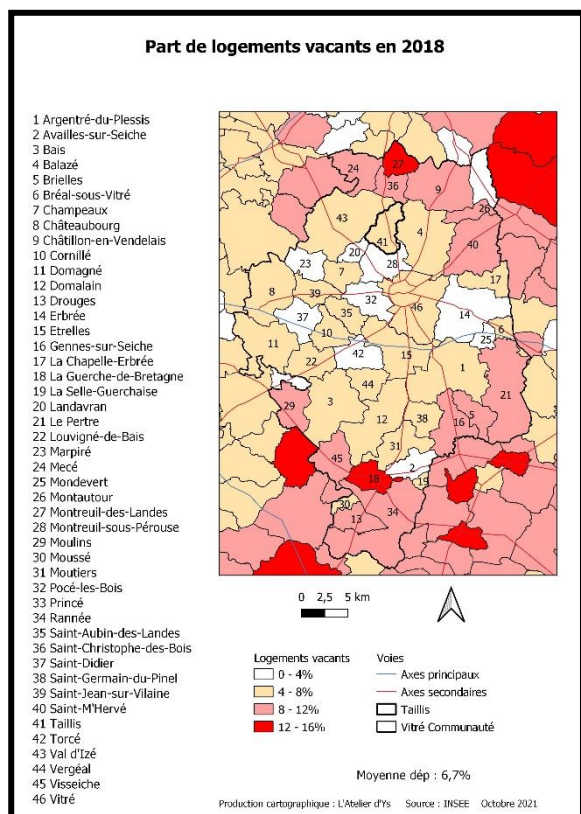 Part de logements vacants en 2018
1 Argentré-du-Plessis
2 Availles-sur-Seiche
3 Bais
4 Balazé
5 Brielles
6 Bréal-sous-Vitré
7 Champeaux
8 Châteaubourg
9 Châtillon-en-Vendelais
10 Cornillé
11 Domagné
12 Domalain
13 Drouges
14 Erbrée
15 Etrelles
16 Gennes-sur-Seiche
17 La Chapelle-Erbrée
18 La Guerche-de-Bretagne
19 La Selle-Guerchaise
20 Landavran
21 Le Pertre
22 Louvigné-de-Bais
23 Marpiré
24 Mecé
25 Mondevert
26 Montautour
27 Montreuil-des-Landes
28 Montreuil-sous-Pérouse
29 Moulins
30 Moussé
31 Moutiers
32 Pocé-les-Bois
33 Princé
34 Rannée
35 Saint-Aubin-des-Landes
36 Saint-Christophe-des-Bois
37 Saint-Didier
38 Saint-Germain-du-Pinel
39 Saint-Jean-sur-Vilaine
40 Saint-M'Hervé
41 Taillis
42 Torcé
43 Val d'Izé
44 Vergéal
45 Visseiche
46 Vitré
27
24
36
9
26
43
41
4
40
20
28
23
7
17
8
39
32
46
14
37
35
6
10
25
11
22
42
15
1
21
44
29
3
12
38
5
16
31
45
2
18
19
30
13
34
0 2,5 5 km
Logements vacants
0 - 4%
4 - 8%
8 - 12%
12 - 16%
Voies
Axes principaux
Axes secondaires
Taillis
Vitré Communauté
Moyenne dép : 6,7%
Production cartographique : L'Atelier d'Ys Source : INSEE Octobre 2021